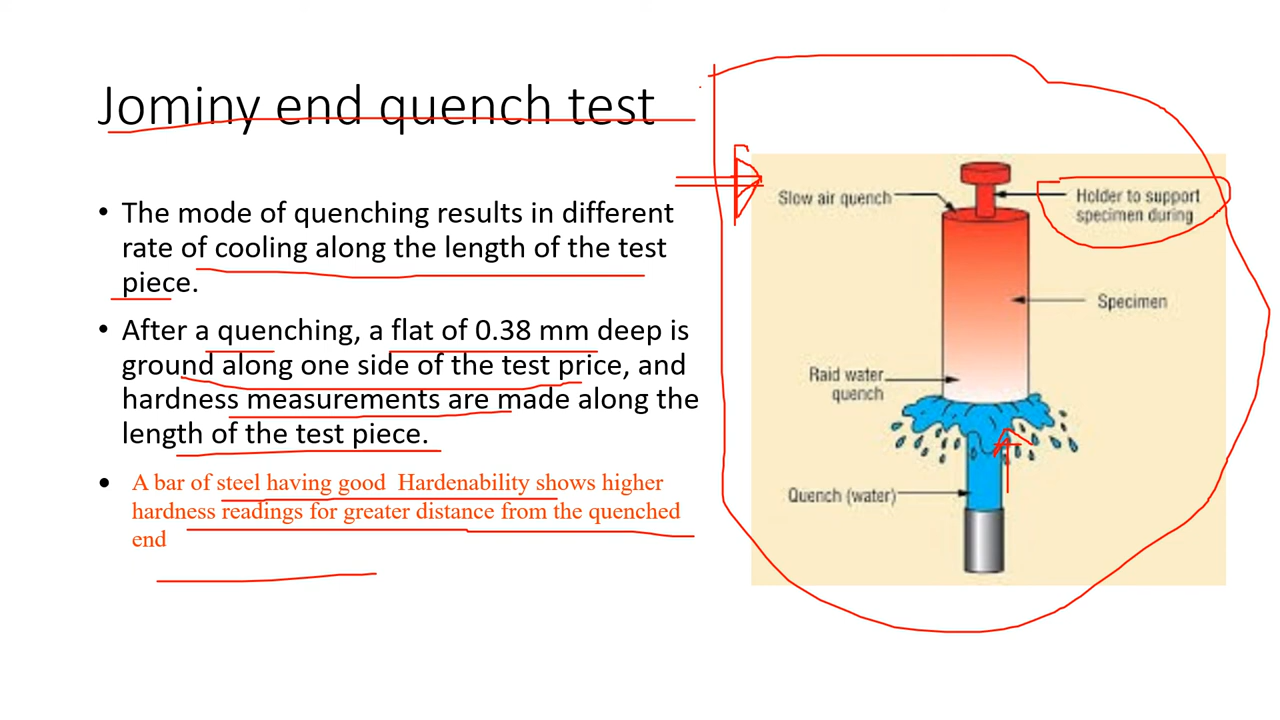 Jominy end quench test
• The mode of quenching results in different
rate of cooling along the length of the test
piece.
• After a quenching, a flat of 0.38 mm deep is
ground along one side of the test price, and
hardness measurements are made along the
length of the test piece.
• A bar of steel having good Hardenability shows higher
hardness readings for greater distance from the quenched
end
Slow air quench
Holder to support
specimen during
Specimen
Raid water
quench
Quench (water)